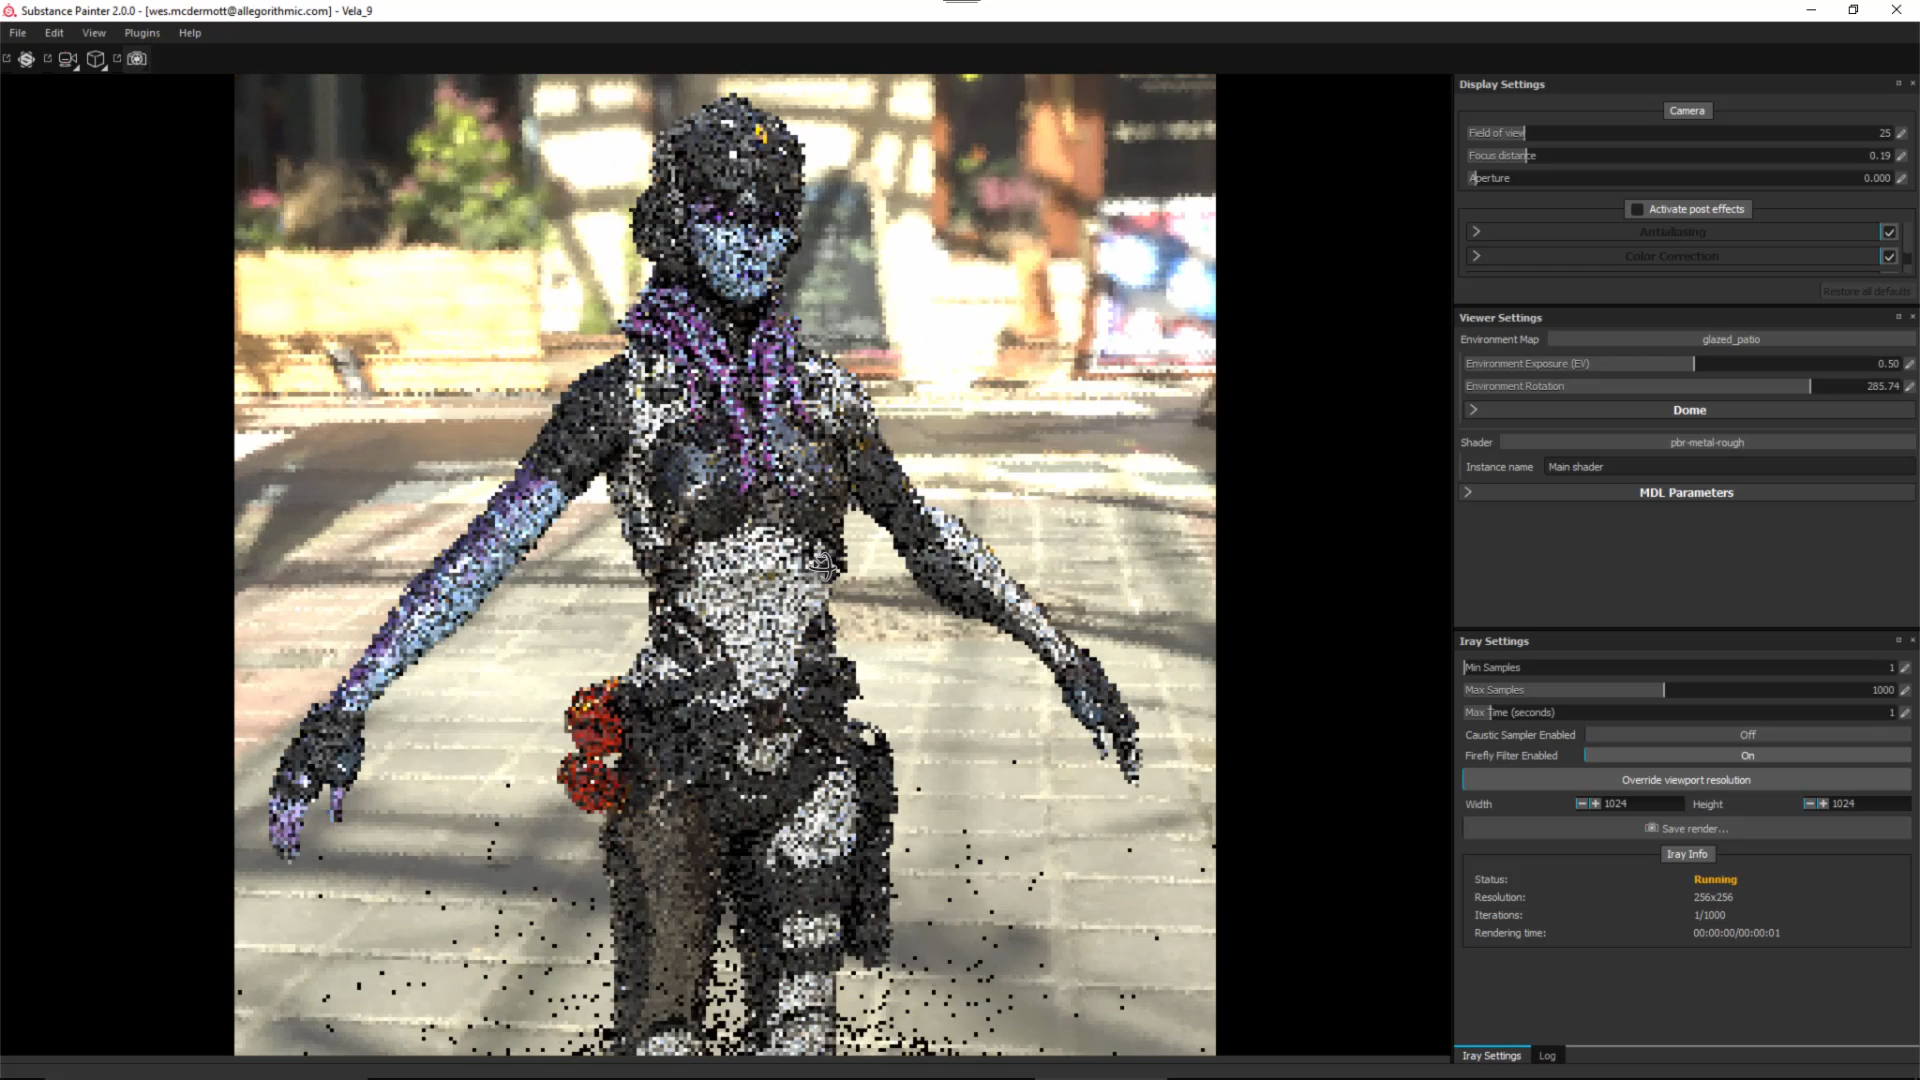 Substance Painter 2.0.0 - [wes.mcdermott@allegorithmic.com] - Vela_9
File Edit View Plugins Help
Display Settings
Camera
Field of view 25
Focus distance 0.19
Aperture 0.000
Activate post effects
Antialiasing
Color Correction
Restore all defaults
Viewer Settings
Environment Map glazed_patio
Environment Exposure (EV) 0.50
Environment Rotation 285.74
Dome
Shader pbr-metal-rough
Instance name Main shader
MDL Parameters
Iray Settings
Min Samples 1
Max Samples 1000
Max Time (seconds) 1
Caustic Sampler Enabled Off
Firefly Filter Enabled On
Override viewport resolution
Width 1024 Height 1024
Save render...
Iray Info
Status: Running
Resolution: 256x256
Iterations: 1/1000
Rendering time: 00:00:00/00:00:01
Iray Settings Log